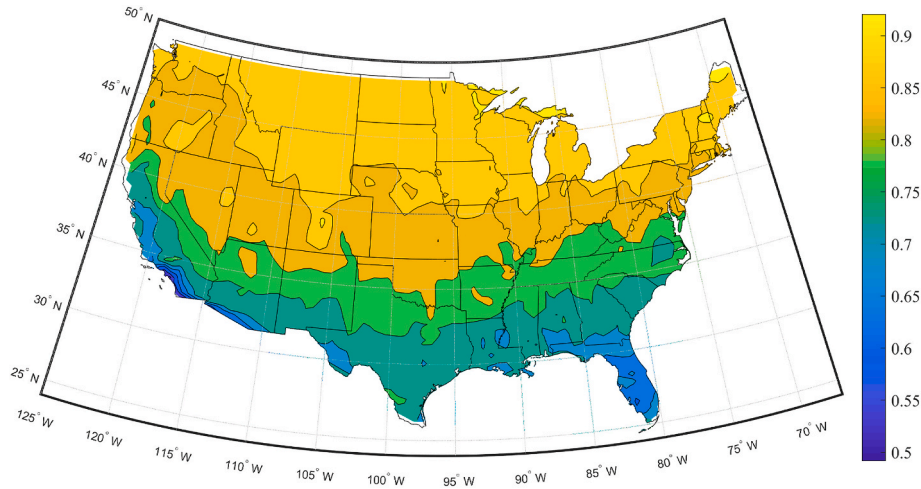 50° N
45° N
40° N
35° N
30° N
25° N
125° W
120° W
115° W
110° W
105° W
100° W
95° W
90° W
85° W
80° W
75° W
70° W
0.9
0.85
0.8
0.75
0.7
0.65
0.6
0.55
0.5